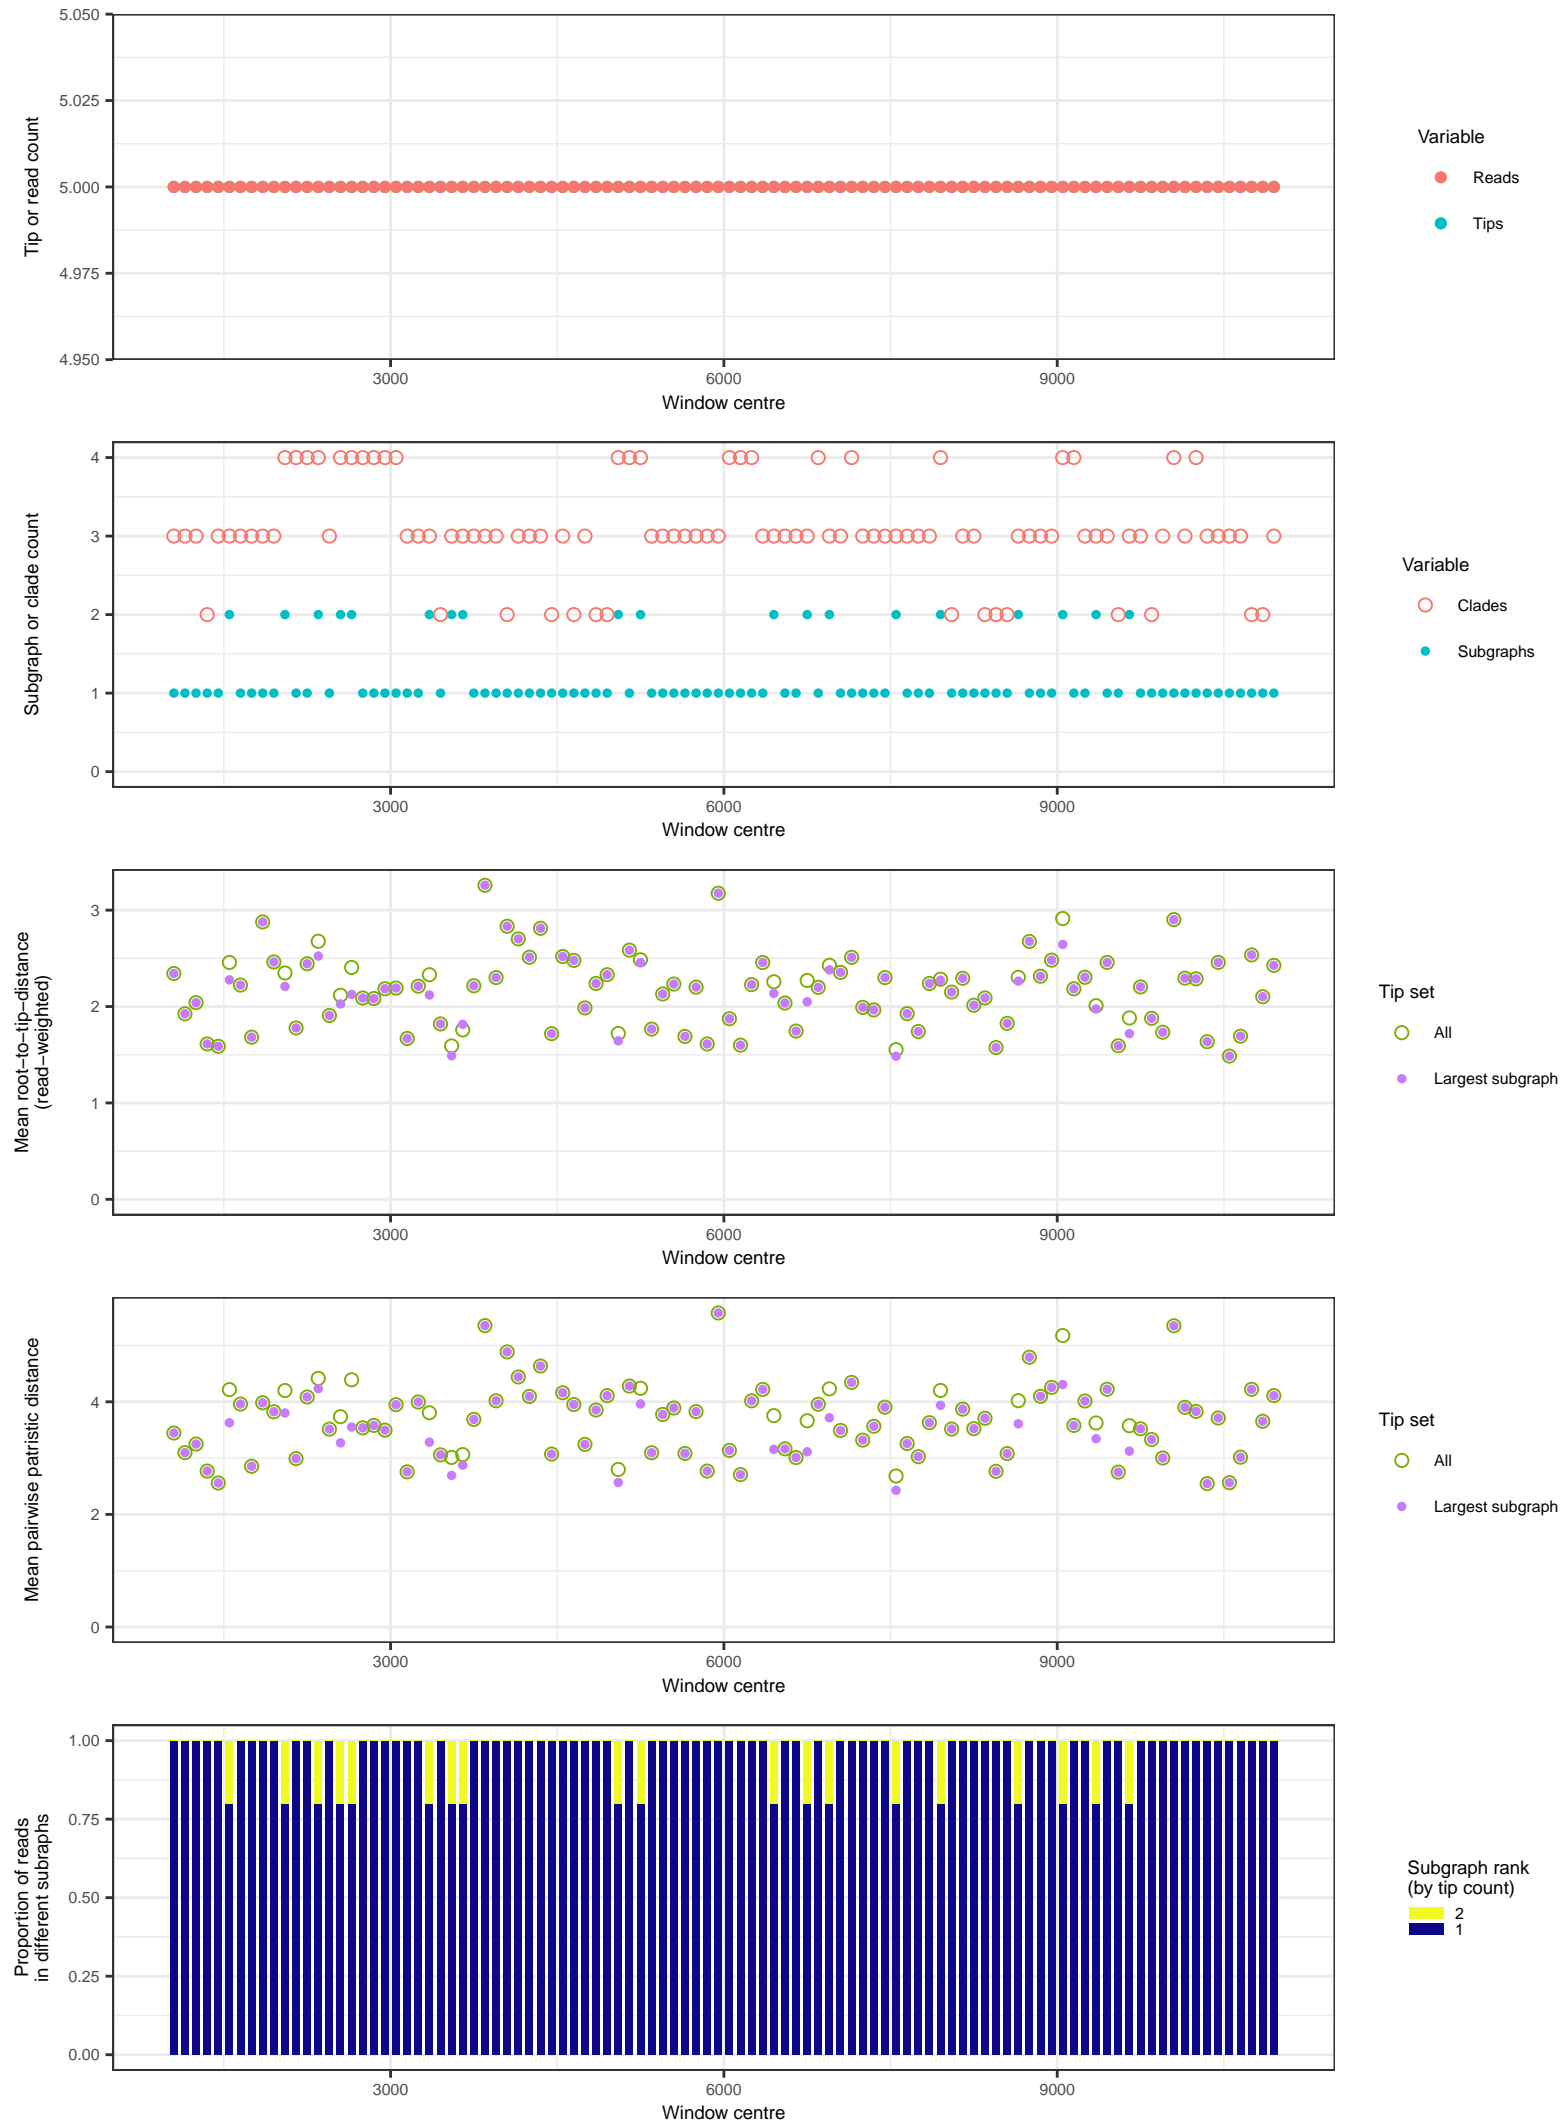 5.050
5.025
5.000
4.975
4.950
Tip or read count
3000
6000
9000
Window centre
Variable
Reads
Tips
4
3
2
1
0
Subgraph or clade count
3000
6000
9000
Window centre
Variable
Clades
Subgraphs
3
2
1
0
Mean root−to−tip−distance
(read−weighted)
3000
6000
9000
Window centre
Tip set
All
Largest subgraph
4
2
0
Mean pairwise patristic distance
3000
6000
9000
Window centre
Tip set
All
Largest subgraph
1.00
0.75
0.50
0.25
0.00
Proportion of reads
in different subraphs
3000
6000
9000
Window centre
Subgraph rank
(by tip count)
2
1